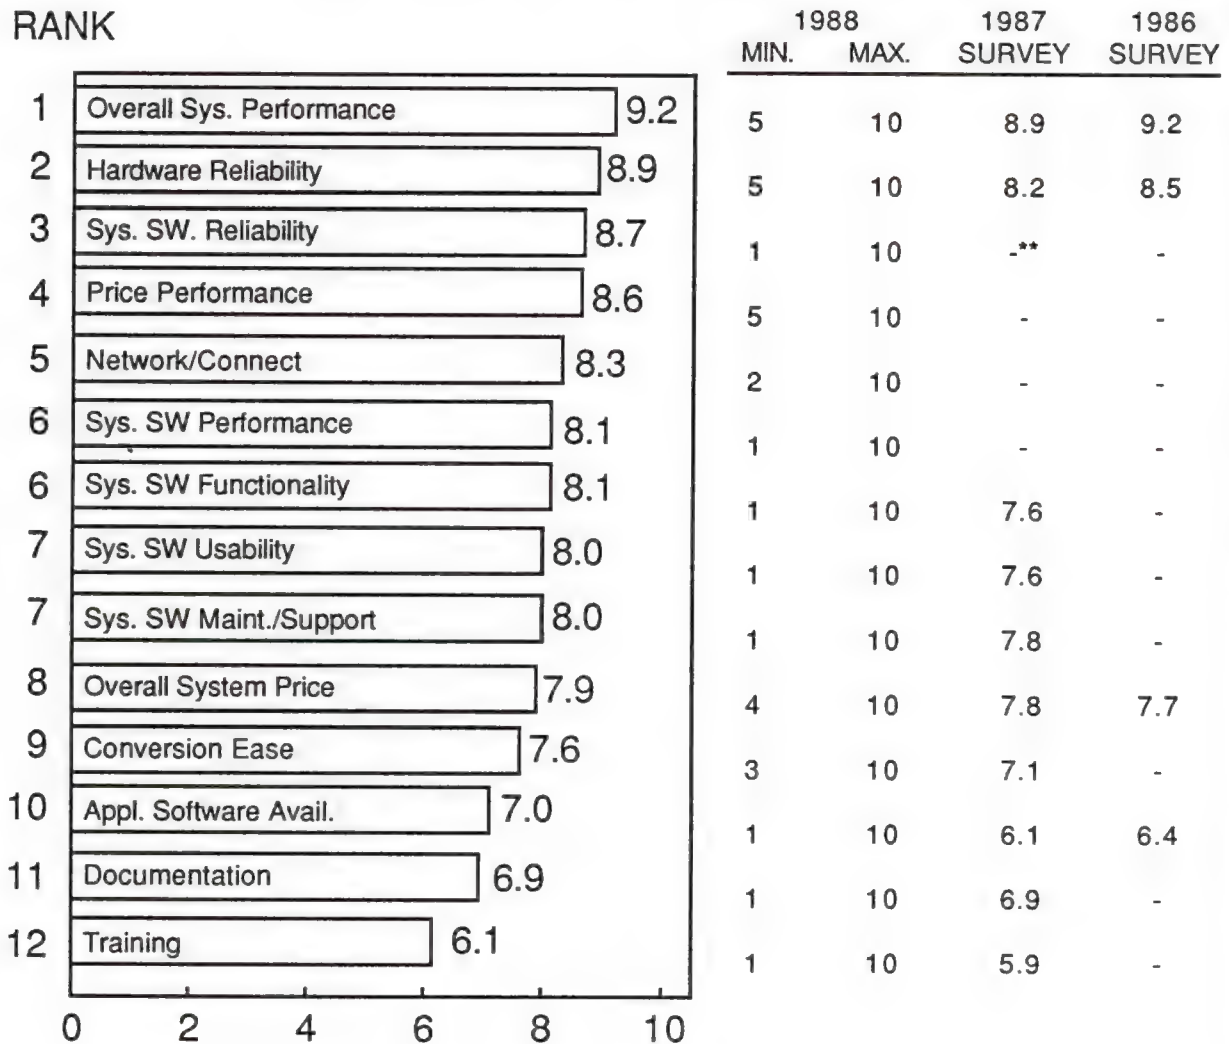 RANK 1988 1987 1986
MIN. MAX. SURVEY SURVEY
1 Overall Sys. Performance 9.2 5 10 8.9 9.2
2 Hardware Reliability 8.9 5 10 8.2 8.5
3 Sys. SW. Reliability 8.7 1 10 -** -
4 Price Performance 8.6 5 10 - -
5 Network/Connect 8.3 2 10 - -
6 Sys. SW Performance 8.1 1 10 - -
6 Sys. SW Functionality 8.1 1 10 7.6 -
7 Sys. SW Usability 8.0 1 10 7.6 -
7 Sys. SW Maint./Support 8.0 1 10 7.8 -
8 Overall System Price 7.9 4 10 7.8 7.7
9 Conversion Ease 7.6 3 10 7.1 -
10 Appl. Software Avail. 7.0 1 10 6.1 6.4
11 Documentation 6.9 1 10 6.9 -
12 Training 6.1 1 10 5.9 -
0 2 4 6 8 10